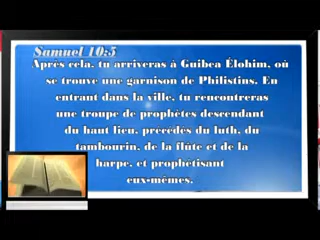 Samuel 10:5
Après cela, tu arriveras à Guibea Élohim, où
se trouve une garnison de Philistins. En
entrant dans la ville, tu rencontreras
une troupe de prophètes descendant
du haut lieu, précédés du luth, du
tambourin, de la flûte et de la
harpe, et prophétisant
eux-mêmes.